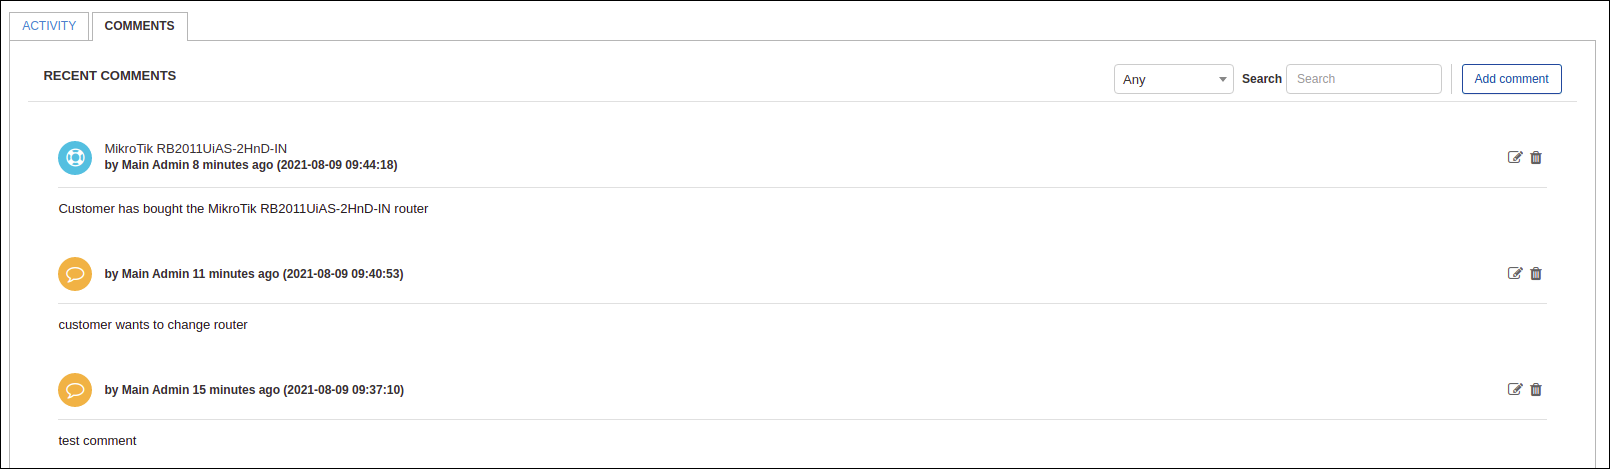 ACTIVITY
COMMENTS
RECENT COMMENTS
Any
Search
Search
Add comment
MikroTik RB2011UiAS-2HnD-IN
by Main Admin 8 minutes ago (2021-08-09 09:44:18)
Customer has bought the MikroTik RB2011UiAS-2HnD-IN router
by Main Admin 11 minutes ago (2021-08-09 09:40:53)
customer wants to change router
by Main Admin 15 minutes ago (2021-08-09 09:37:10)
test comment